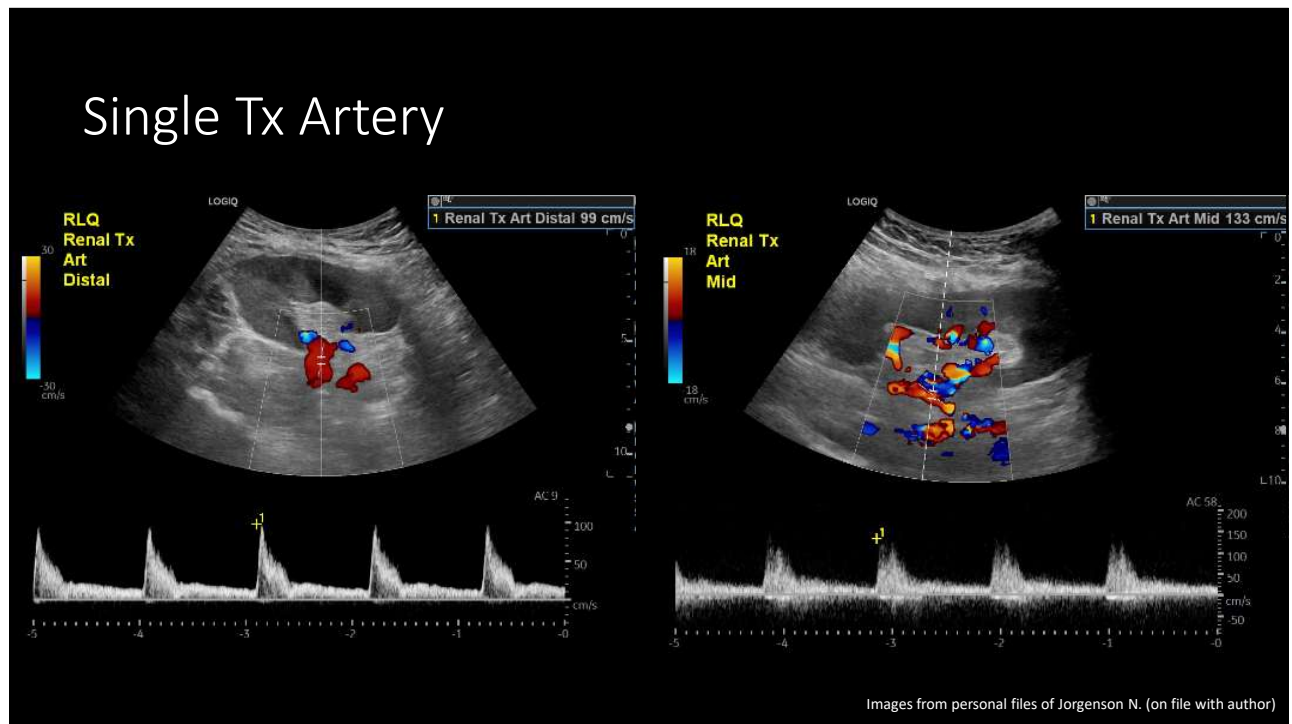 Single Tx Artery
LOGIQ
1 Renal Tx Art Distal 99 cm/s
RLQ
Renal Tx
Art
Distal
30
-30
cm/s
0
10
AC 9
100
50
cm/s
-5 -4 -3 -2 -1 -0
LOGIQ
1 Renal Tx Art Mid 133 cm/s
RLQ
Renal Tx
Art
Mid
18
18
cm/s
0
2
4
6
8
10
AC 58
200
150
100
50
cm/s
-50
1
1
-5 -4 -3 -2 -1 -0
Images from personal files of Jorgenson N. (on file with author)